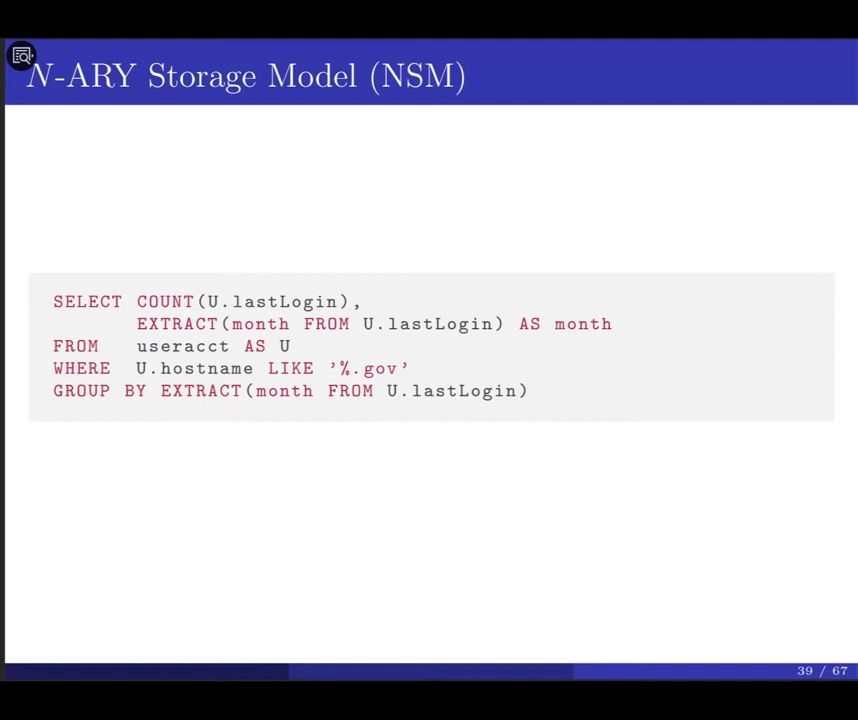 N-ARY Storage Model (NSM)
SELECT COUNT(U.lastLogin),
EXTRACT(month FROM U.lastLogin) AS month
FROM useracct AS U
WHERE U.hostname LIKE '%.gov'
GROUP BY EXTRACT(month FROM U.lastLogin)
39 / 67